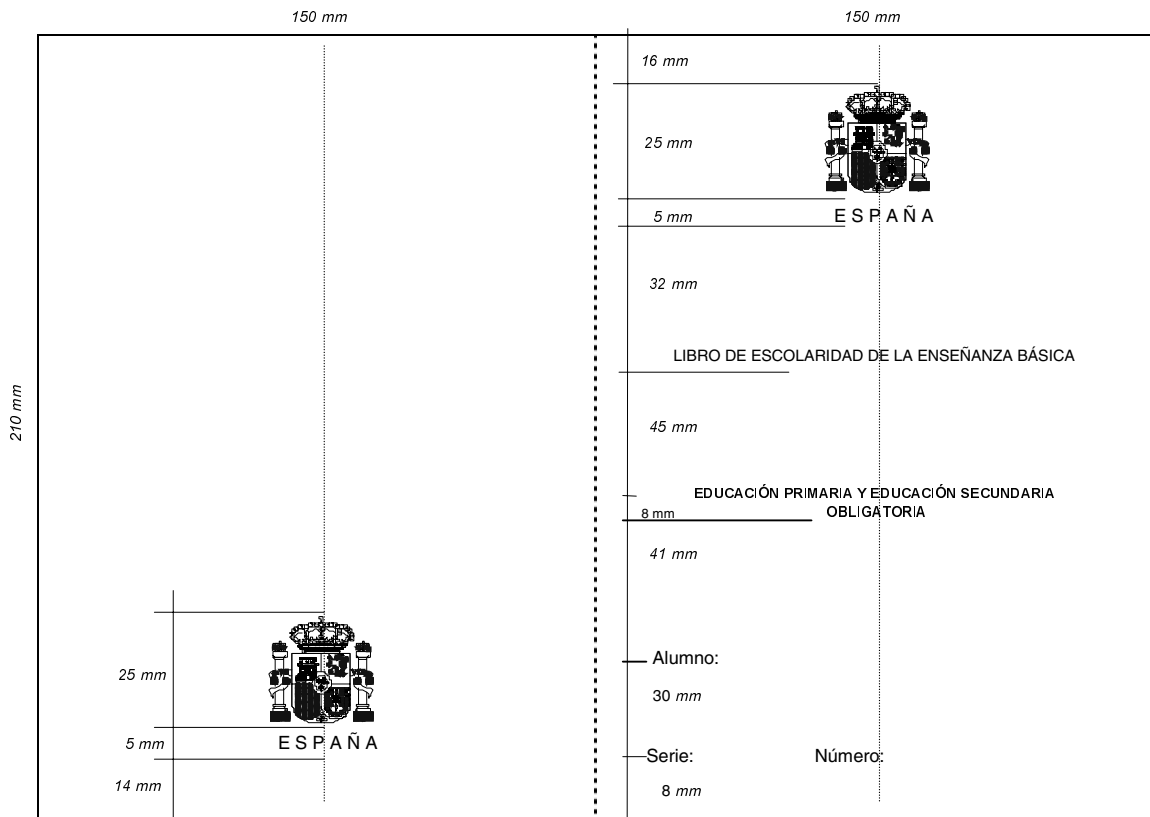 150 mm
150 mm
16 mm
25 mm
ESPAÑA
5 mm
32 mm
LIBRO DE ESCOLARIDAD DE LA ENSEÑANZA BÁSICA
210 mm
45 mm
EDUCACIÓN PRIMARIA Y EDUCACIÓN SECUNDARIA
OBLIGATORIA
8 mm
41 mm
Alumno:
30 mm
Serie: Número:
8 mm
25 mm
5 mm
ESPAÑA
14 mm